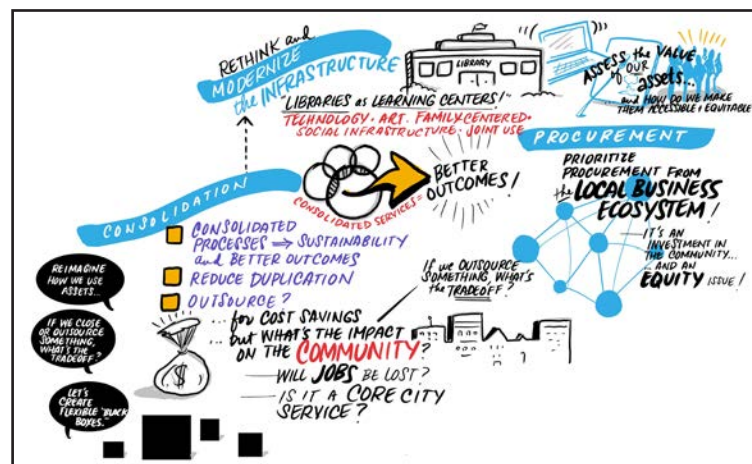 RETHINK and
MODERNIZE
the INFRASTRUCTURE
LIBRARY
"LIBRARIES as LEARNING CENTERS!"
TECHNOLOGY • ART • FAMILY-CENTERED •
SOCIAL INFRASTRUCTURE • JOINT USE
ASSESS the VALUE
of OUR
assets...
...and HOW DO WE MAKE
THEM ACCESSIBLE + EQUITABLE
PROCUREMENT
PRIORITIZE
PROCUREMENT FROM
the LOCAL BUSINESS
ECOSYSTEM!
IT'S AN
INVESTMENT IN the
COMMUNITY...
...AND AN
EQUITY issue!
CONSOLIDATION
CONSOLIDATED SERVICES =
BETTER
OUTCOMES!
CONSOLIDATED
PROCESSES ⇒ SUSTAINABILITY
and BETTER OUTCOMES
REDUCE DUPLICATION
OUTSOURCE?
...for COST SAVINGS
but WHAT'S THE IMPACT
ON THE COMMUNITY?
— WILL JOBS BE LOST?
— IS IT A CORE CITY
SERVICE?
If we OUTSOURCE
SOMETHING, WHAT'S
the TRADEOFF?
REIMAGINE
HOW WE USE
ASSETS...
IF WE CLOSE
OR OUTSOURCE
SOMETHING,
WHAT'S THE
TRADEOFF?
LET'S
CREATE
FLEXIBLE "BLACK
BOXES."
$